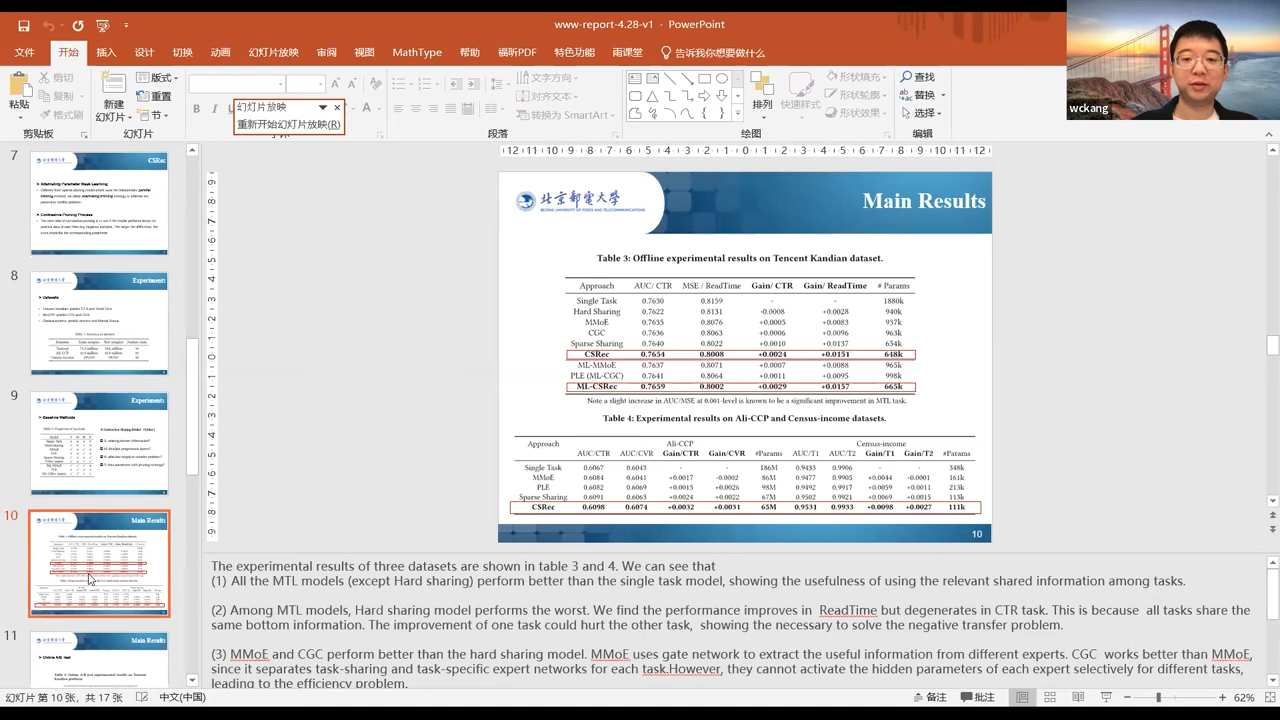 www-report-4.28-v1 - PowerPoint
文件 开始 插入 设计 切换 动画 幻灯片放映 审阅 视图 MathType 帮助 福昕PDF 特色功能 雨课堂 告诉我你想要做什么
粘贴 剪切 复制 格式刷 剪贴板
新建 幻灯片 版式 重置 节 幻灯片
B I
幻灯片放映
重新开始幻灯片放映(R)
文字方向 对齐文本 转换为 SmartArt 段落
排列 快速样式 形状填充 形状轮廓 形状效果 绘图
查找 替换 选择 编辑
wckang
7
CSRec
8
Experiments
9
Experiments
10
Main Results
11
Main Results
北京郵電大學
BEIJING UNIVERSITY OF POSTS AND TELECOMMUNICATIONS
Main Results
Table 3: Offline experimental results on Tencent Kandian dataset.
Approach AUC/ CTR MSE / ReadTime Gain/ CTR Gain/ ReadTime # Params
Single Task 0.7630 0.8159 - - 1880k
Hard Sharing 0.7622 0.8131 -0.0008 +0.0028 940k
MMoE 0.7635 0.8076 +0.0005 +0.0083 937k
CGC 0.7636 0.8063 +0.0006 +0.0096 963k
Sparse Sharing 0.7640 0.8022 +0.0010 +0.0137 654k
CSRec 0.7654 0.8008 +0.0024 +0.0151 648k
ML-MMoE 0.7637 0.8071 +0.0007 +0.0088 965k
PLE (ML-CGC) 0.7641 0.8064 +0.0011 +0.0095 998k
ML-CSRec 0.7659 0.8002 +0.0029 +0.0157 665k
Note a slight increase in AUC/MSE at 0.001-level is known to be a significant improvement in MTL task.
Table 4: Experimental results on Ali-CCP and Census-income datasets.
Approach Ali-CCP Census-income
AUC/CTR AUC/CVR Gain/CTR Gain/CVR #Params AUC/T1 AUC/T2 Gain/T1 Gain/T2 #Params
Single Task 0.6067 0.6043 - - 186M 0.9433 0.9906 - - 348k
MMoE 0.6084 0.6041 +0.0017 -0.0002 86M 0.9477 0.9905 +0.0044 -0.0001 161k
PLE 0.6082 0.6069 +0.0015 +0.0026 98M 0.9492 0.9917 +0.0059 +0.0011 213k
Sparse Sharing 0.6091 0.6063 +0.0024 +0.0022 67M 0.9502 0.9921 +0.0069 +0.0015 113k
CSRec 0.6098 0.6074 +0.0032 +0.0031 65M 0.9531 0.9933 +0.0098 +0.0027 111k
10
The experimental results on three datasets are shown in Table 3 and 4. We can see that
(1) All the MTL models(except hard sharing) perform better than the single task model, showing the usefulness of using the relevant shared information among tasks.
(2) Among MTL models, Hard sharing model performs the worst. We find the performance improves in ReadTime but degenerates in CTR task. This is because all tasks share the
same bottom information. The improvement of one task could hurt the other task, showing the necessary to solve the negative transfer problem.
(3) MMoE and CGC perform better than the hard sharing model. MMoE uses gate network to extract the useful information from different experts. CGC works better than MMoE,
since it separates task-sharing and task-specific expert networks for each task.However, they cannot activate the hidden parameters of each expert selectively for different tasks,
leading to the efficiency problem.
幻灯片 第 10 张，共 17 张 中文(中国) 备注 批注 62%